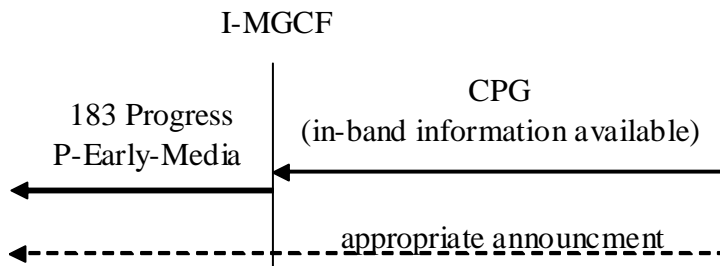 I-MGCF
183 Progress
P-Early-Media
CPG
(in-band information available)
appropriate announcment